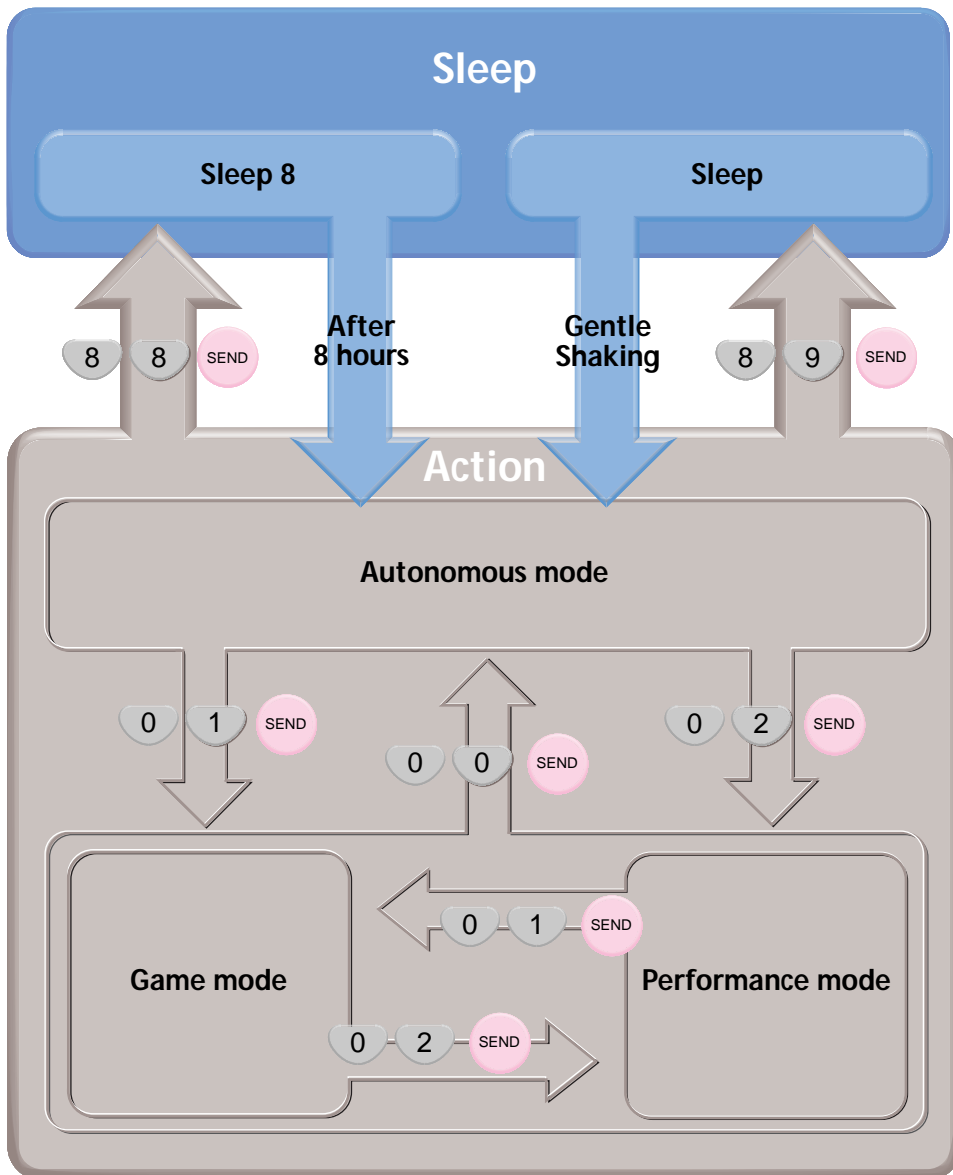 Sleep
Sleep 8
Sleep
After
8 hours
Gentle
Shaking
8 8 SEND
8 9 SEND
Action
Autonomous mode
0 1 SEND
0 0 SEND
0 2 SEND
0 1 SEND
Game mode
Performance mode
0 2 SEND